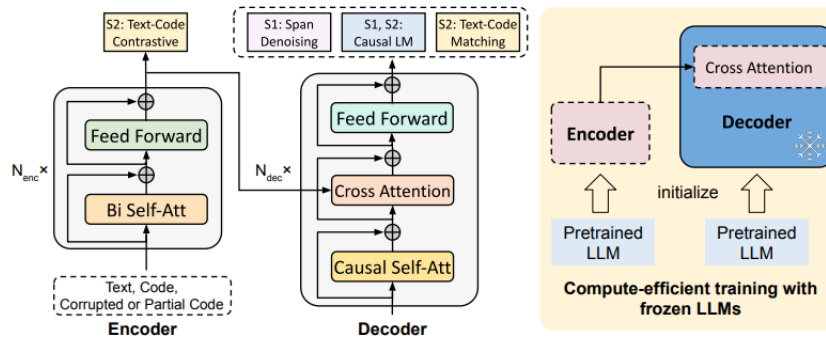 S2: Text-Code
Contrastive
S1: Span
Denoising
S1, S2:
Causal LM
S2: Text-Code
Matching
Feed Forward
N_enc ×
Bi Self-Att
Text, Code,
Corrupted or Partial Code
Encoder
Feed Forward
N_dec ×
Cross Attention
Causal Self-Att
Decoder
Cross Attention
Encoder
Decoder
initialize
Pretrained
LLM
Pretrained
LLM
Compute-efficient training with
frozen LLMs